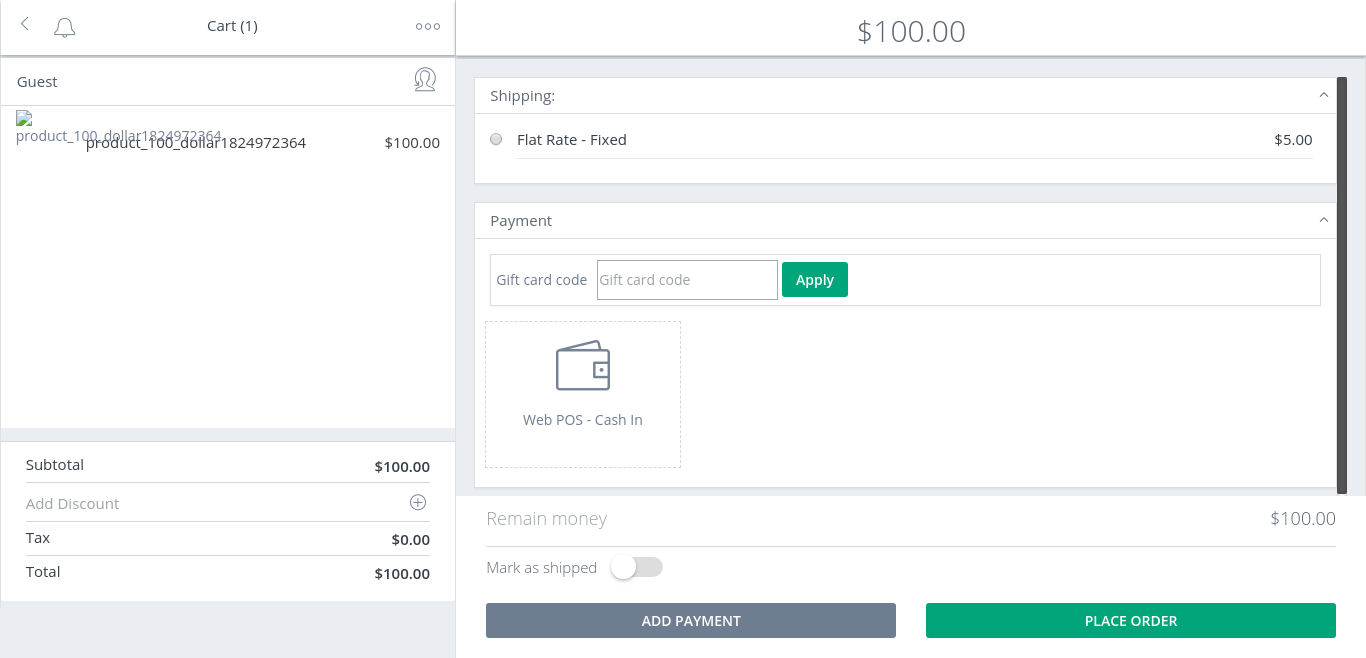 Cart (1)
Guest
product_100_dollar1824972364
product_100_dollar1824972364
$100.00
Subtotal
$100.00
Add Discount
Tax
$0.00
Total
$100.00
$100.00
Shipping:
Flat Rate - Fixed
$5.00
Payment
Gift card code
Gift card code
Apply
Web POS - Cash In
Remain money
$100.00
Mark as shipped
ADD PAYMENT
PLACE ORDER